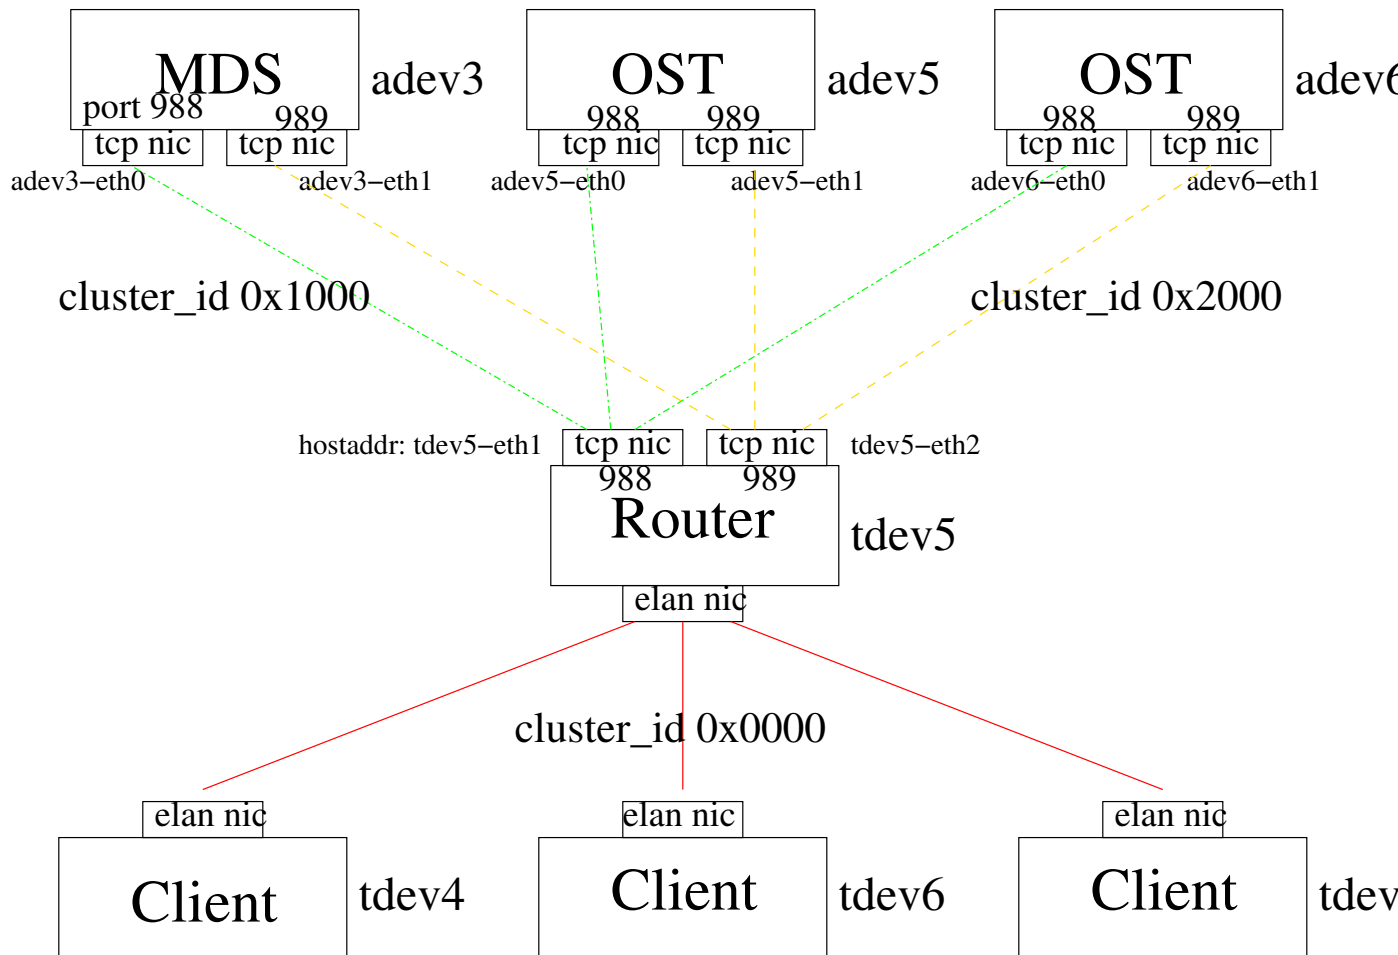 MDS
adev3
OST
adev5
OST
adev6
port 988
989
988
989
988
989
tcp nic
tcp nic
tcp nic
tcp nic
tcp nic
tcp nic
adev3−eth0
adev3−eth1
adev5−eth0
adev5−eth1
adev6−eth0
adev6−eth1
cluster_id 0x1000
cluster_id 0x2000
hostaddr: tdev5−eth1
tcp nic
tcp nic
tdev5−eth2
988
989
Router
tdev5
elan nic
cluster_id 0x0000
elan nic
elan nic
elan nic
Client
tdev4
Client
tdev6
Client
tdev